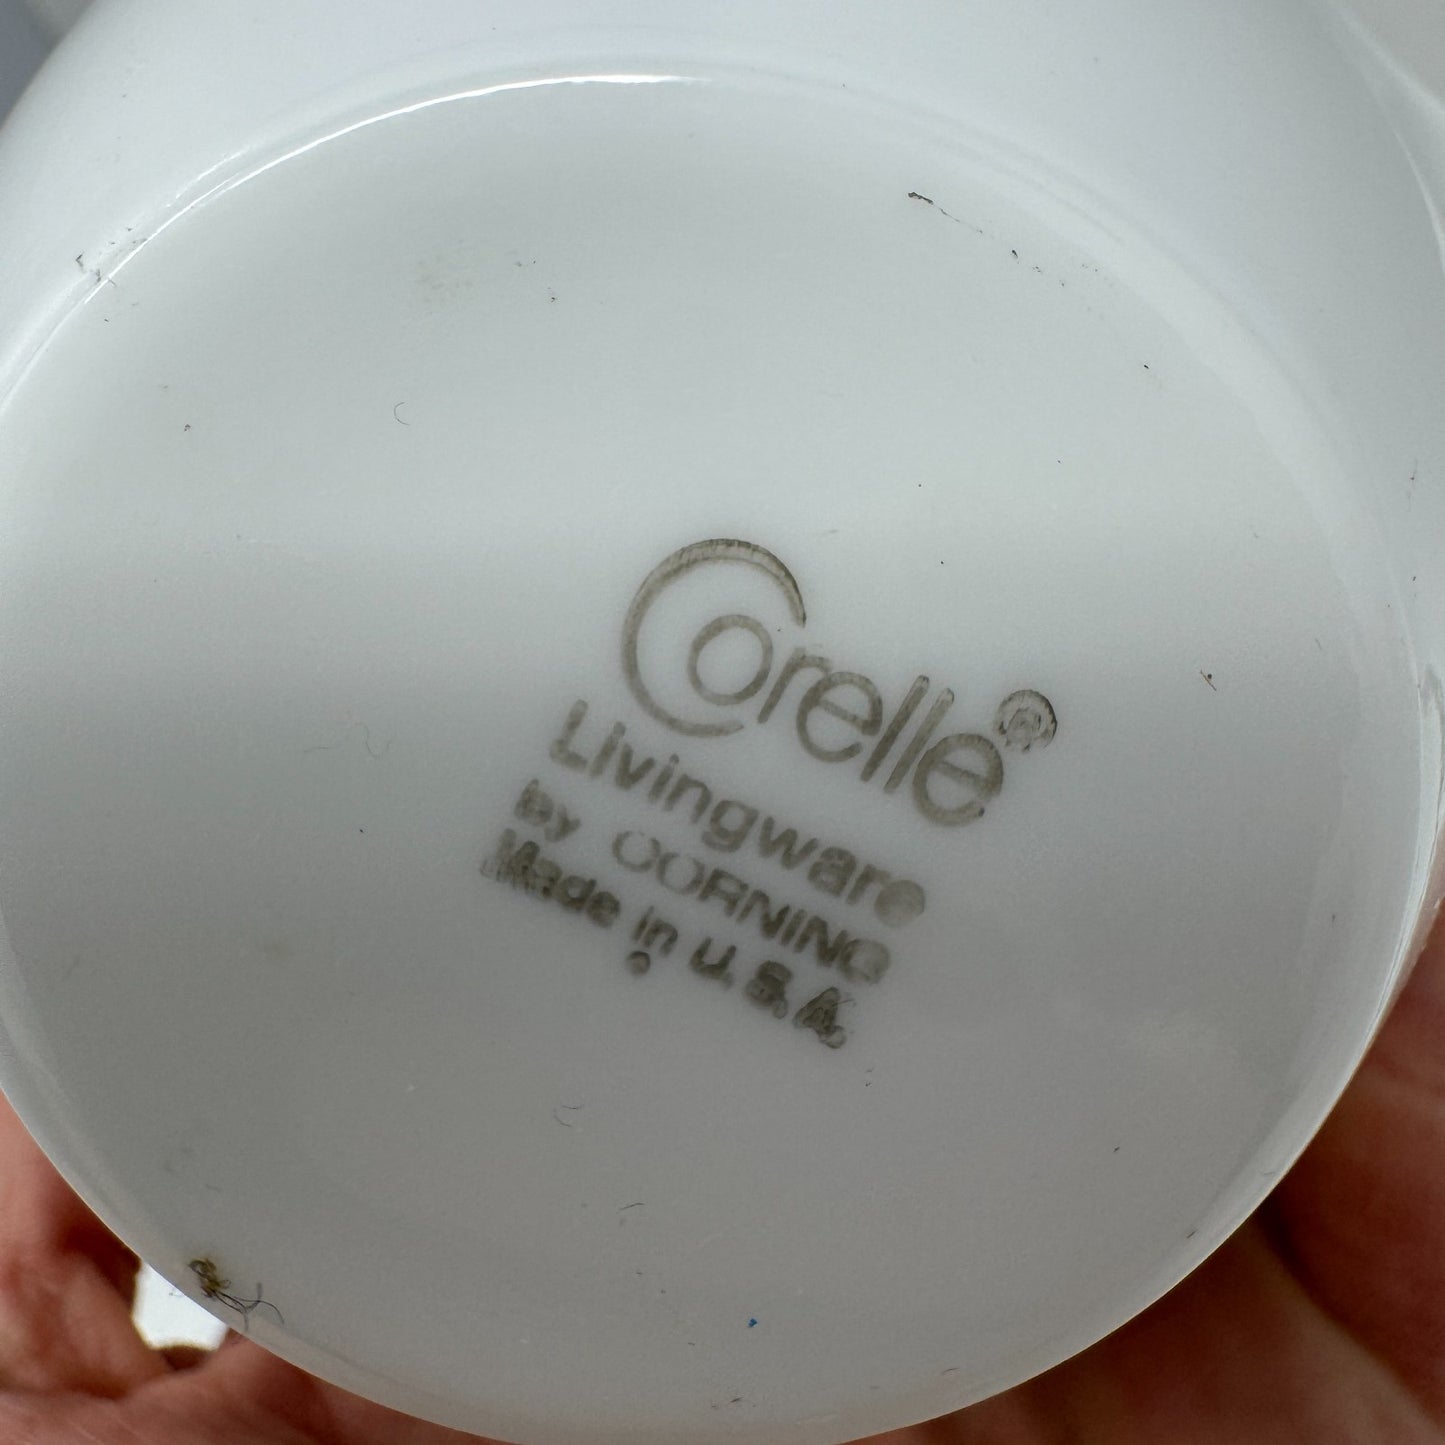 Corelle®
Livingware
by CORNING
Made in U.S.A.